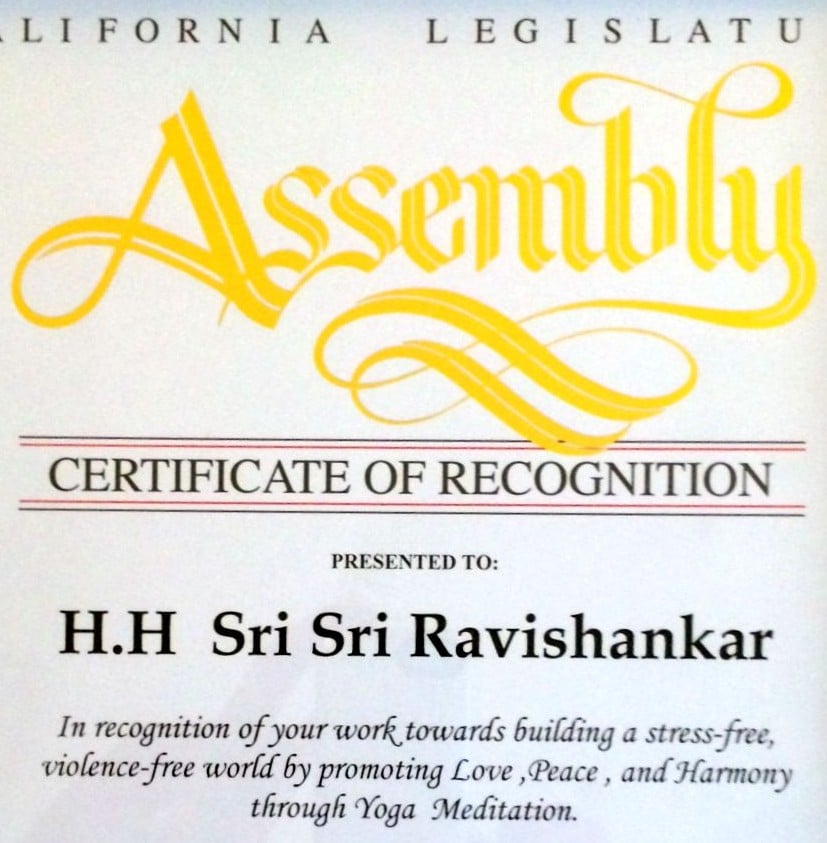 ALIFORNIA LEGISLATU
Assembly
CERTIFICATE OF RECOGNITION
PRESENTED TO:
H.H Sri Sri Ravishankar
In recognition of your work towards building a stress-free,
violence-free world by promoting Love ,Peace , and Harmony
through Yoga Meditation.